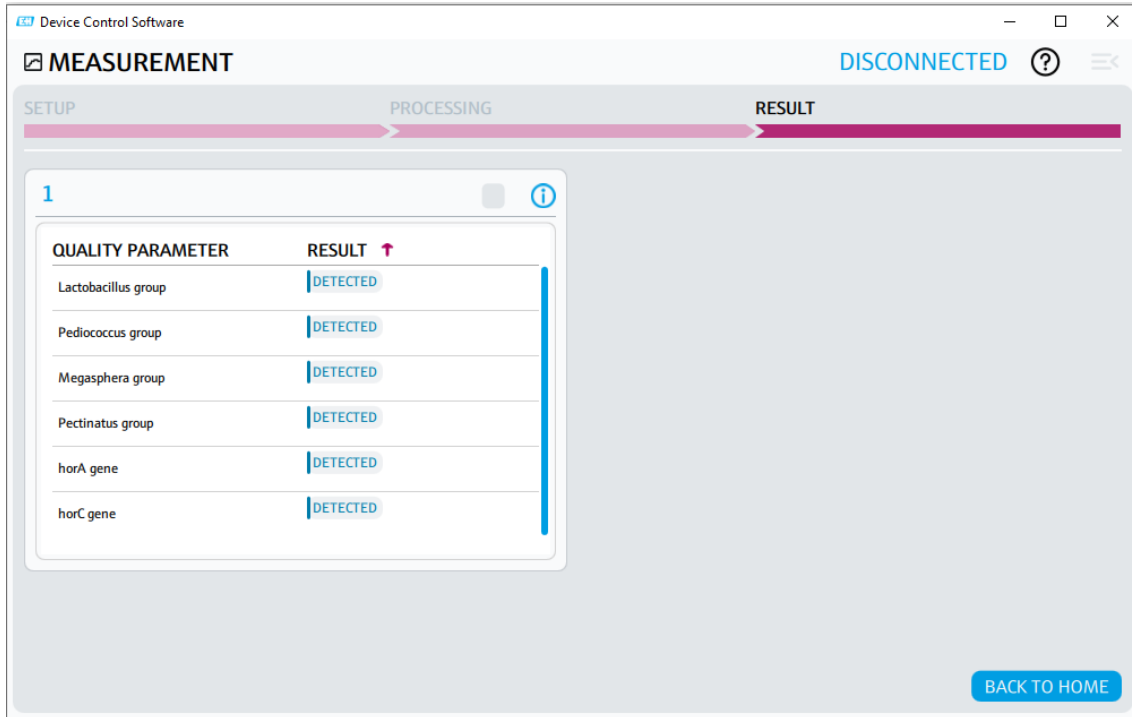 EH Device Control Software
MEASUREMENT
DISCONNECTED ?
SETUP PROCESSING RESULT
1 i
QUALITY PARAMETER RESULT
Lactobacillus group DETECTED
Pediococcus group DETECTED
Megasphera group DETECTED
Pectinatus group DETECTED
horA gene DETECTED
horC gene DETECTED
BACK TO HOME